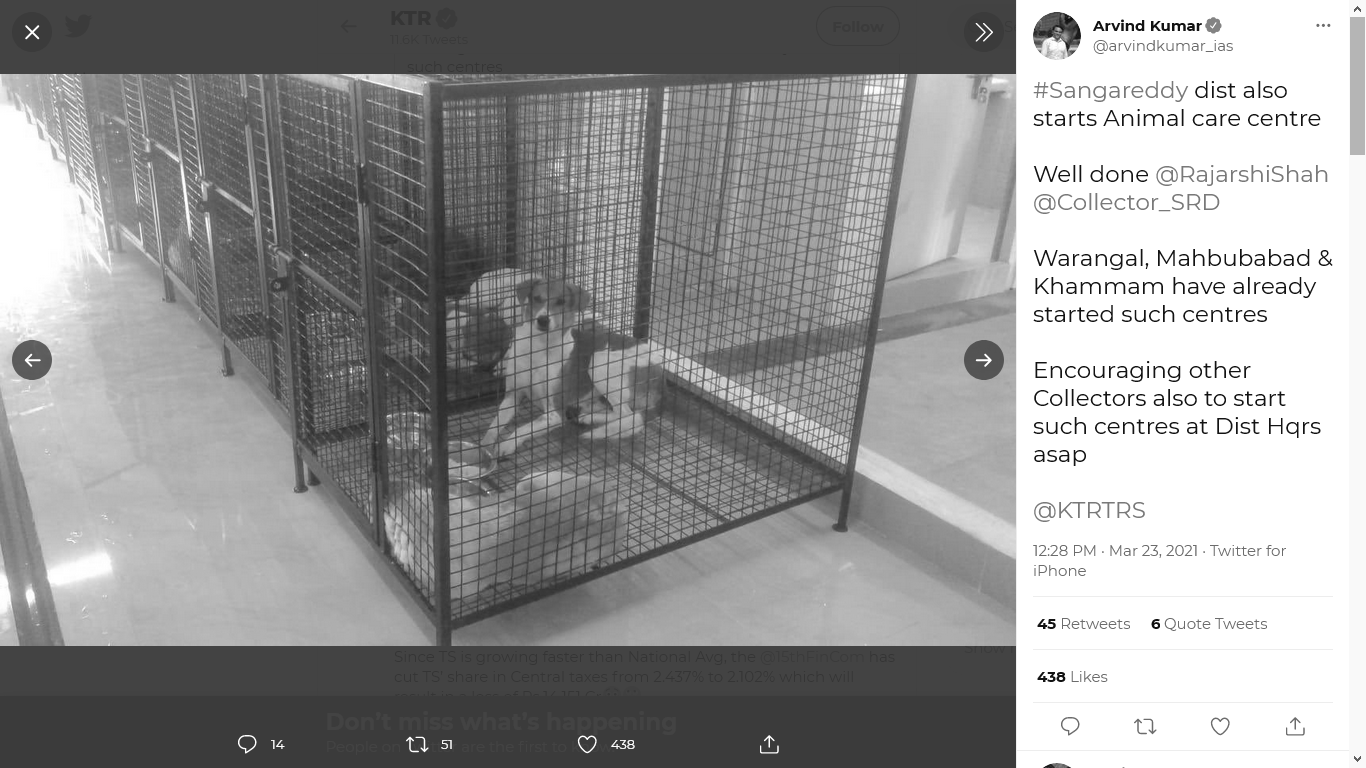 KTR
11.6K Tweets
Follow
such centres
Since TS is growing faster than National Avg, the @15thFinCom has
cut TS' share in Central taxes from 2.437% to 2.102% which will
Don't miss what's happening
People on are the first to
14
51
438
Arvind Kumar
@arvindkumar_ias
#Sangareddy dist also
starts Animal care centre
Well done @RajarshiShah
@Collector_SRD
Warangal, Mahbubabad &
Khammam have already
started such centres
Encouraging other
Collectors also to start
such centres at Dist Hqrs
asap
@KTRTRS
12:28 PM · Mar 23, 2021 · Twitter for
iPhone
45 Retweets 6 Quote Tweets
438 Likes